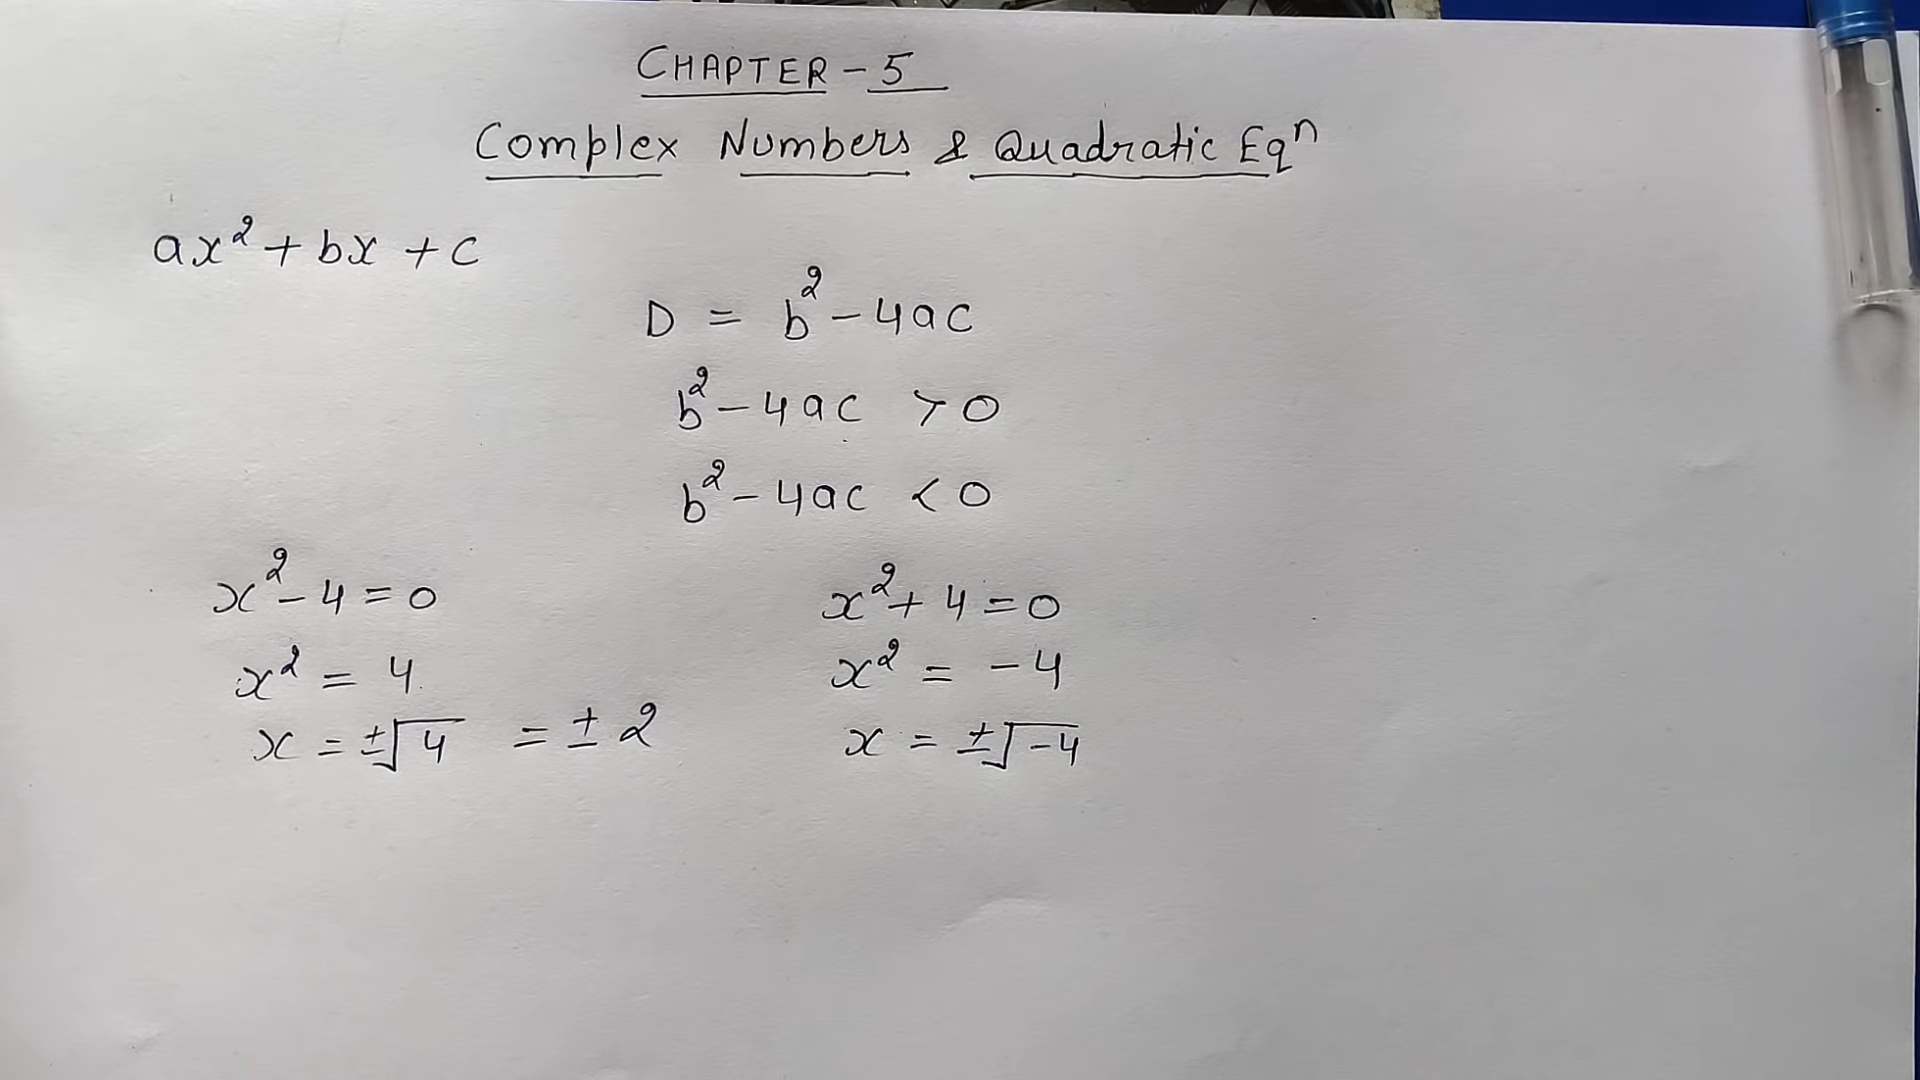 CHAPTER - 5
Complex Numbers & Quadratic Eqⁿ
ax² + bx + c
D = b² - 4ac
b² - 4ac > 0
b² - 4ac < 0
x² - 4 = 0
x² = 4
x = ±√4 = ± 2
x² + 4 = 0
x² = -4
x = ±√-4